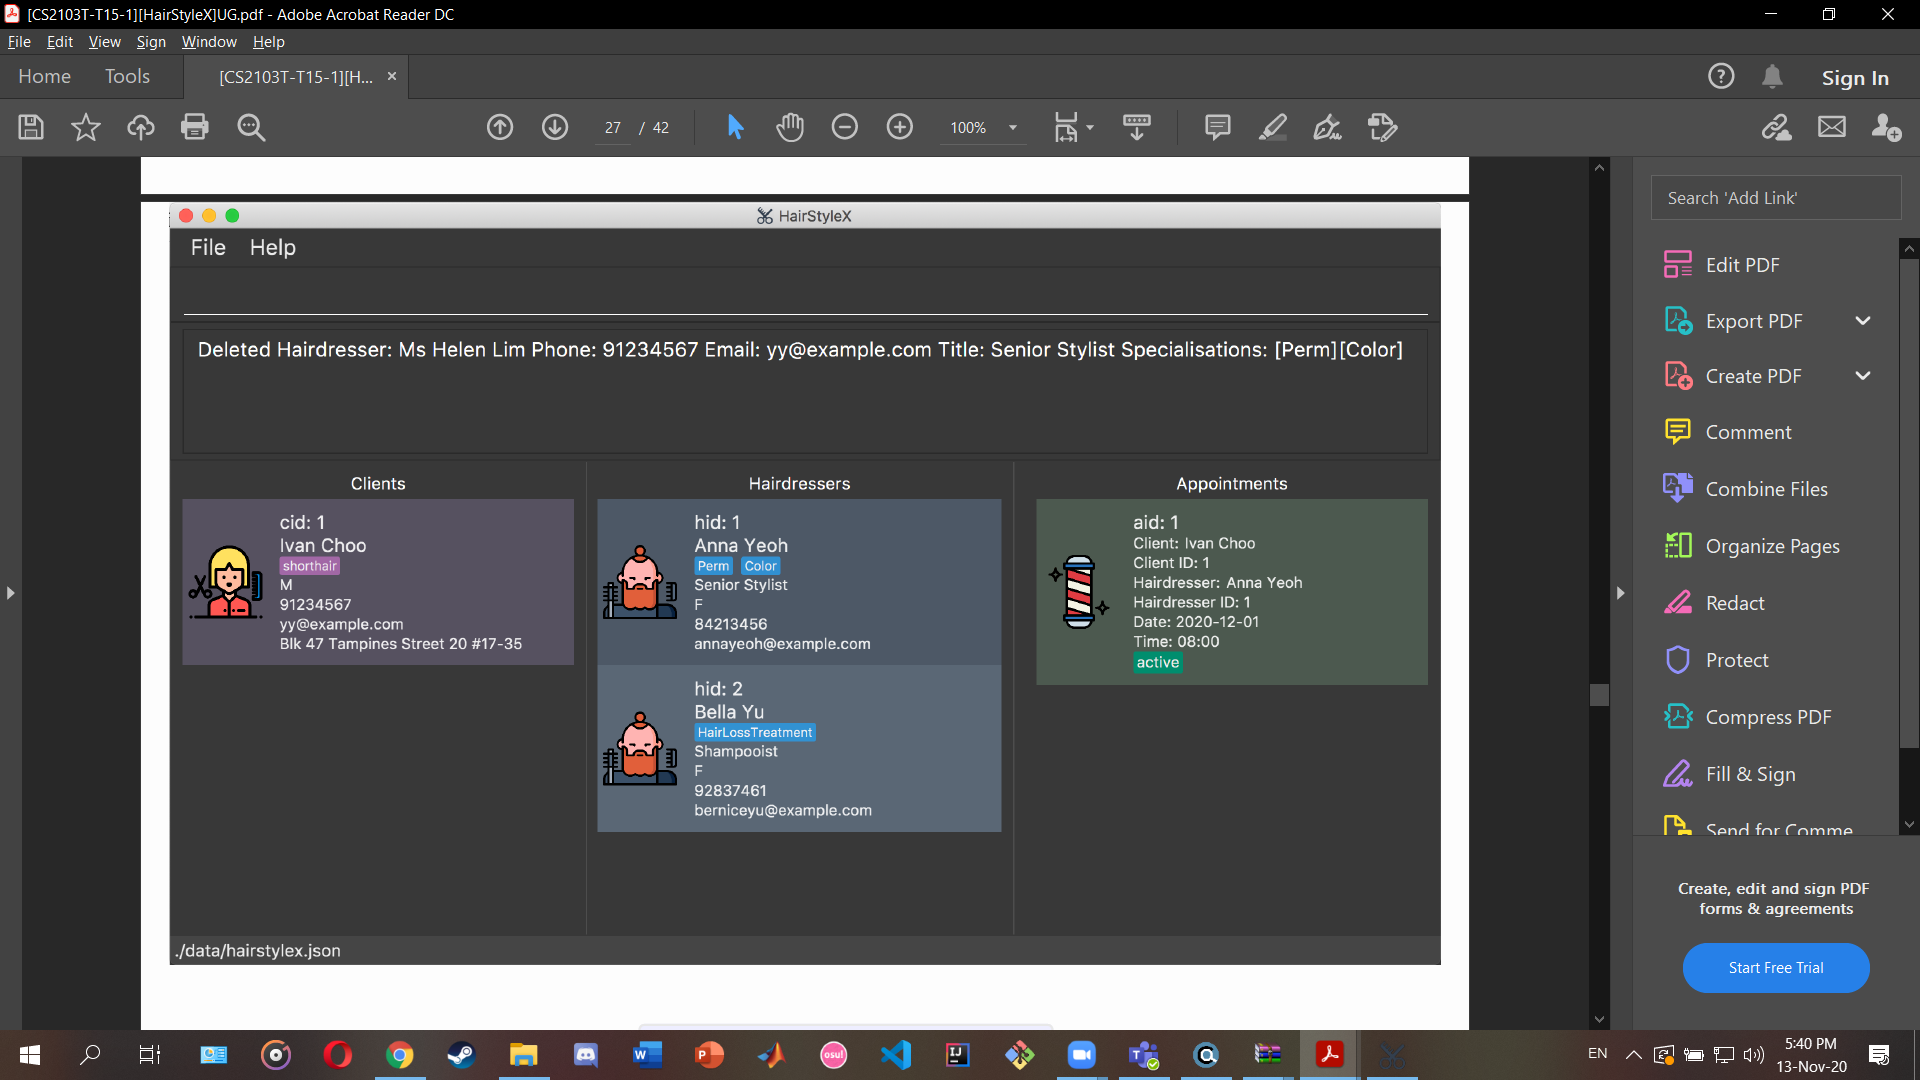 [CS2103T-T15-1][HairStyleX]UG.pdf - Adobe Acrobat Reader DC
File Edit View Sign Window Help
Home Tools [CS2103T-T15-1][H... × Sign In
27 / 42 100%
Search 'Add Link'
HairStyleX
File Help
Deleted Hairdresser: Ms Helen Lim Phone: 91234567 Email: yy@example.com Title: Senior Stylist Specialisations: [Perm][Color]
Clients
cid: 1
Ivan Choo
shorthair
M
91234567
yy@example.com
Blk 47 Tampines Street 20 #17-35
Hairdressers
hid: 1
Anna Yeoh
Perm Color
Senior Stylist
F
84213456
annayeoh@example.com
hid: 2
Bella Yu
HairLossTreatment
Shampooist
F
92837461
berniceyu@example.com
Appointments
aid: 1
Client: Ivan Choo
Client ID: 1
Hairdresser: Anna Yeoh
Hairdresser ID: 1
Date: 2020-12-01
Time: 08:00
active
./data/hairstylex.json
Edit PDF
Export PDF
Create PDF
Comment
Combine Files
Organize Pages
Redact
Protect
Compress PDF
Fill & Sign
Send for Comme
Create, edit and sign PDF
forms & agreements
Start Free Trial
osu!
EN
5:40 PM
13-Nov-20